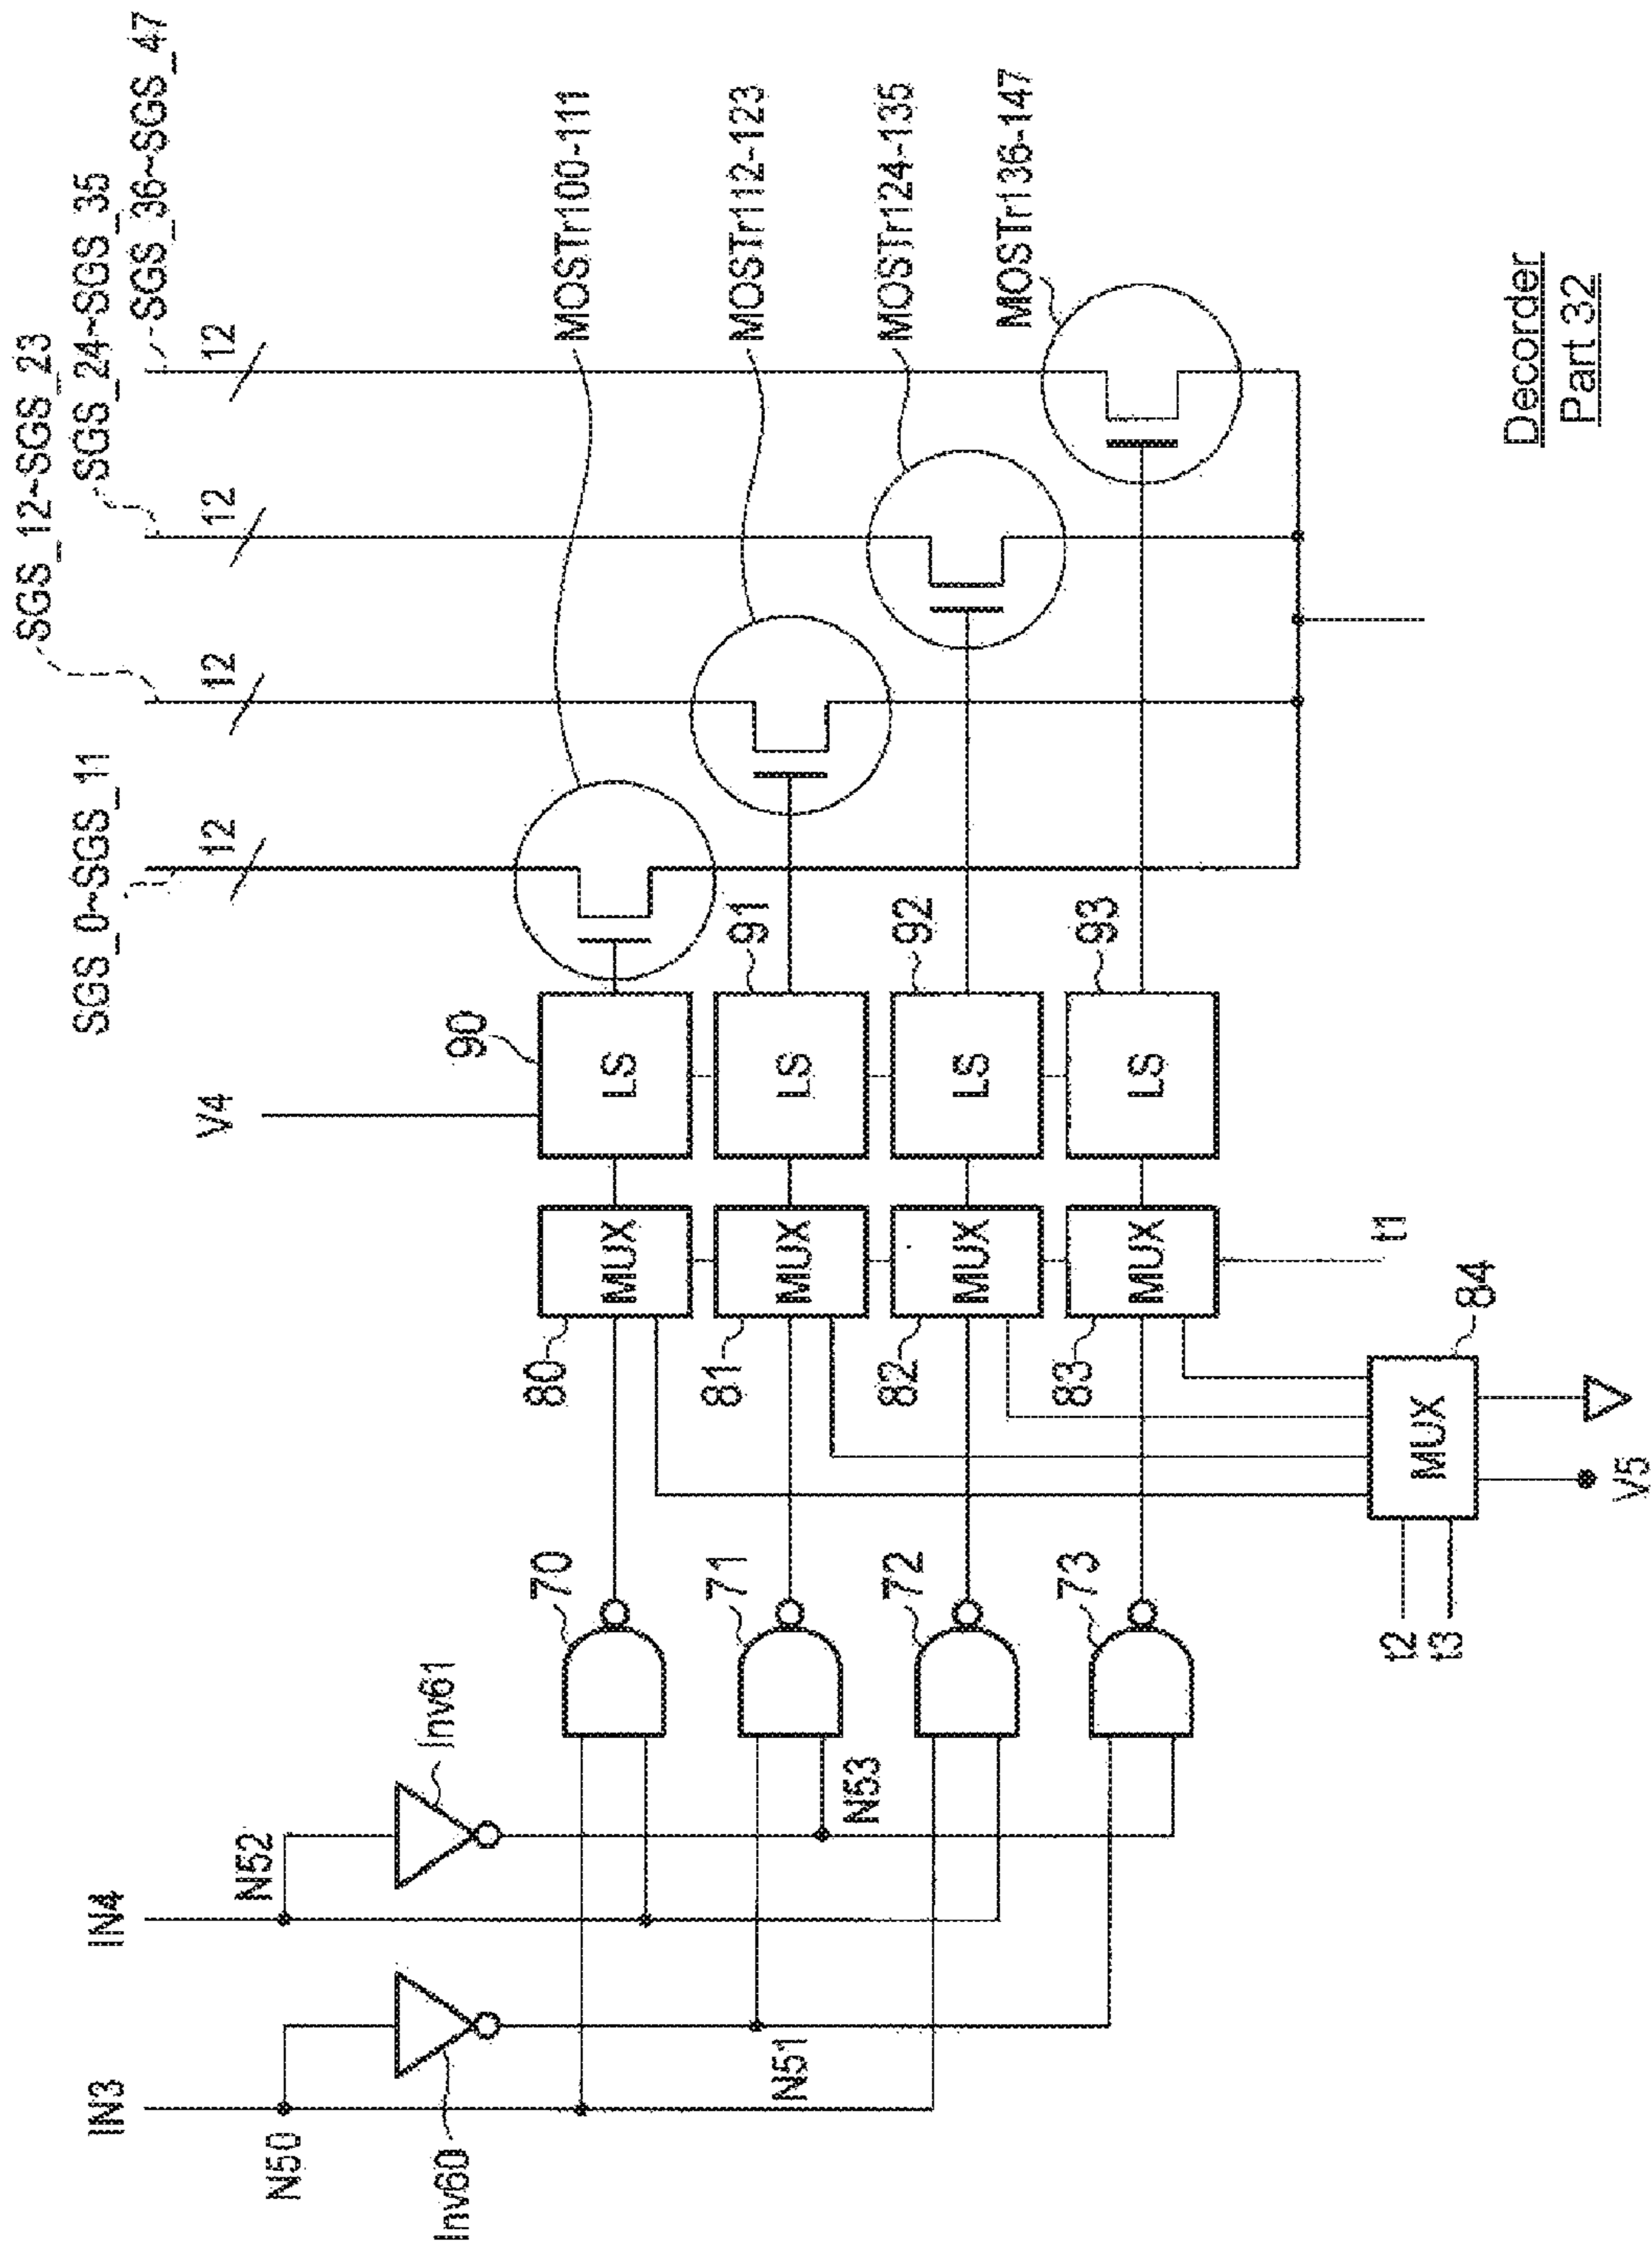 IN3
IN4
N50
N52
Inv60
Inv61
N51
N53
70
71
72
73
80
81
82
83
MUX
MUX
MUX
MUX
t1
t2
t3
MUX
84
V5
V4
90
91
92
93
LS
LS
LS
LS
SGS_0~SGS_11
SGS_12~SGS_23
SGS_24~SGS_35
SGS_36~SGS_47
12
12
12
12
MOSTr100-111
MOSTr112-123
MOSTr124-135
MOSTr136-147
Decorder
Part 32